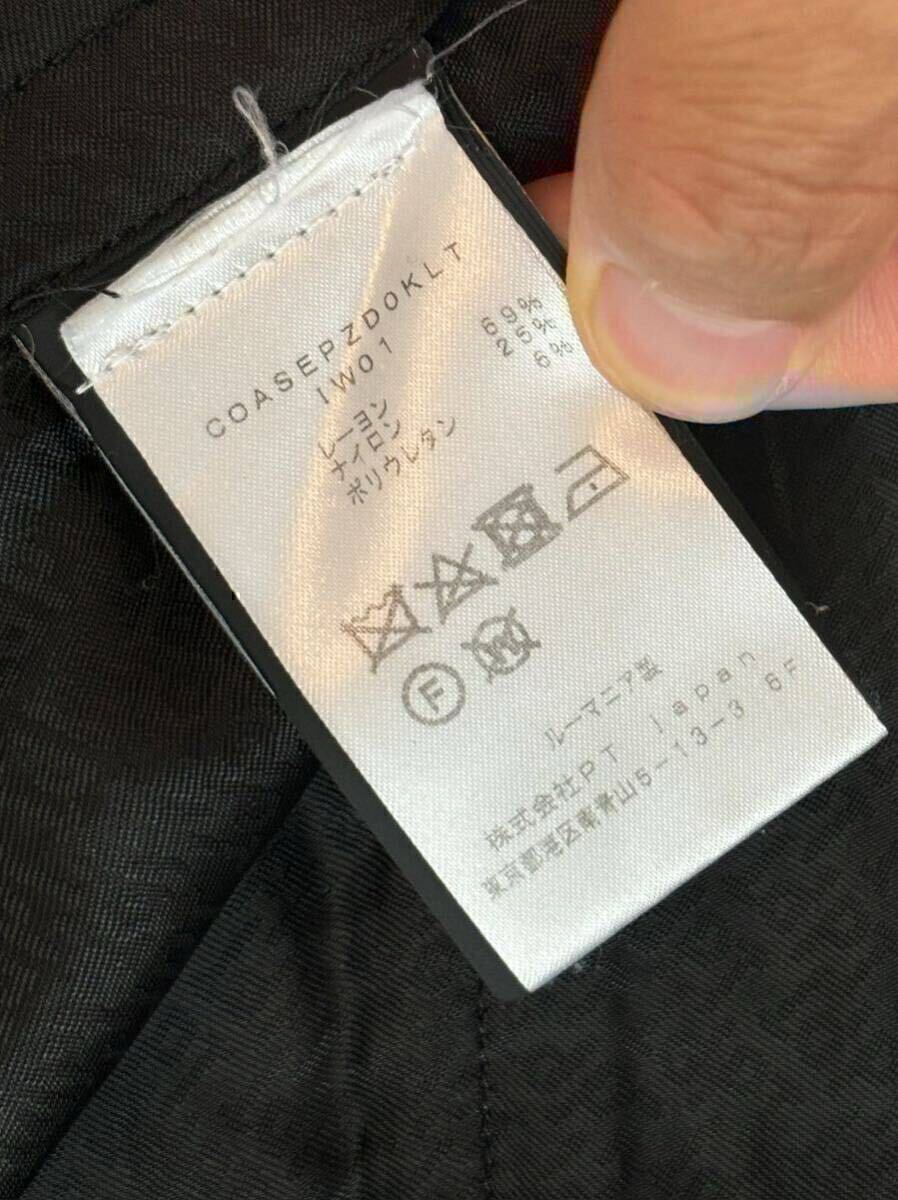 COASEPZD0KLT
IW01
レーヨン 69%
ナイロン 25%
ポリウレタン 6%
F
W
ルーマニア製
株式会社PT japan
東京都港区南青山5-13-3 6F